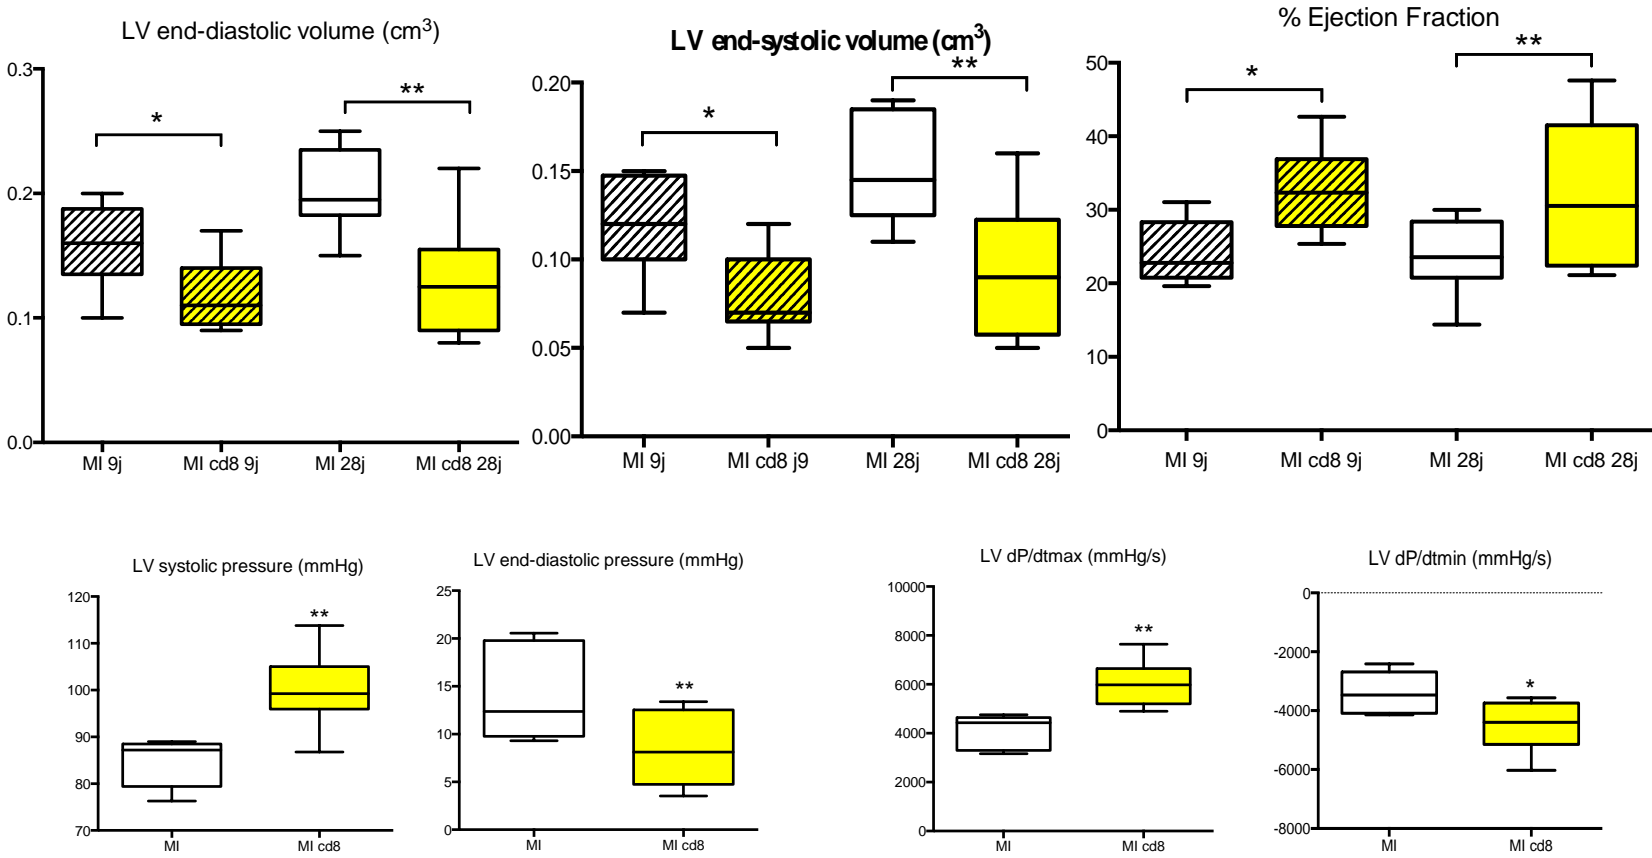 LV end-diastolic volume (cm3)
0.3
0.2
0.1
0.0
*
**
MI 9j
MI cd8 9j
MI 28j
MI cd8 28j
LV end-systolic volume (cm3)
0.20
0.15
0.10
0.05
0.00
*
**
MI 9j
MI cd8 j9
MI 28j
MI cd8 28j
% Ejection Fraction
50
40
30
20
10
0
*
**
MI 9j
MI cd8 9j
MI 28j
MI cd8 28j
LV systolic pressure (mmHg)
120
110
100
90
80
70
**
MI
MI cd8
LV end-diastolic pressure (mmHg)
25
20
15
10
5
0
**
MI
MI cd8
LV dP/dtmax (mmHg/s)
10000
8000
6000
4000
2000
0
**
MI
MI cd8
LV dP/dtmin (mmHg/s)
0
-2000
-4000
-6000
-8000
*
MI
MI cd8